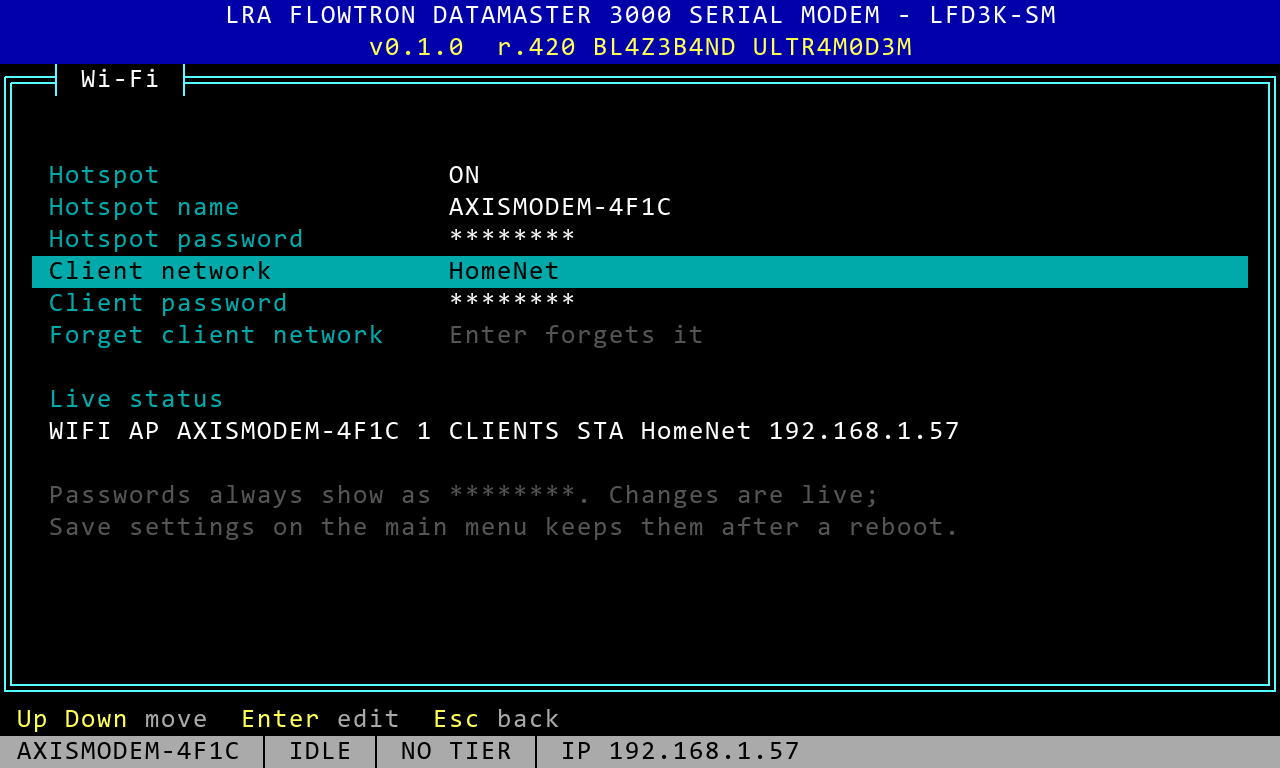 LRA FLOWTRON DATAMASTER 3000 SERIAL MODEM - LFD3K-SM
v0.1.0 r.420 BL4Z3B4ND ULTR4M0D3M
Wi-Fi
Hotspot ON
Hotspot name AXISMODEM-4F1C
Hotspot password ********
Client network HomeNet
Client password ********
Forget client network Enter forgets it
Live status
WIFI AP AXISMODEM-4F1C 1 CLIENTS STA HomeNet 192.168.1.57
Passwords always show as ********. Changes are live;
Save settings on the main menu keeps them after a reboot.
Up Down move Enter edit Esc back
AXISMODEM-4F1C IDLE NO TIER IP 192.168.1.57